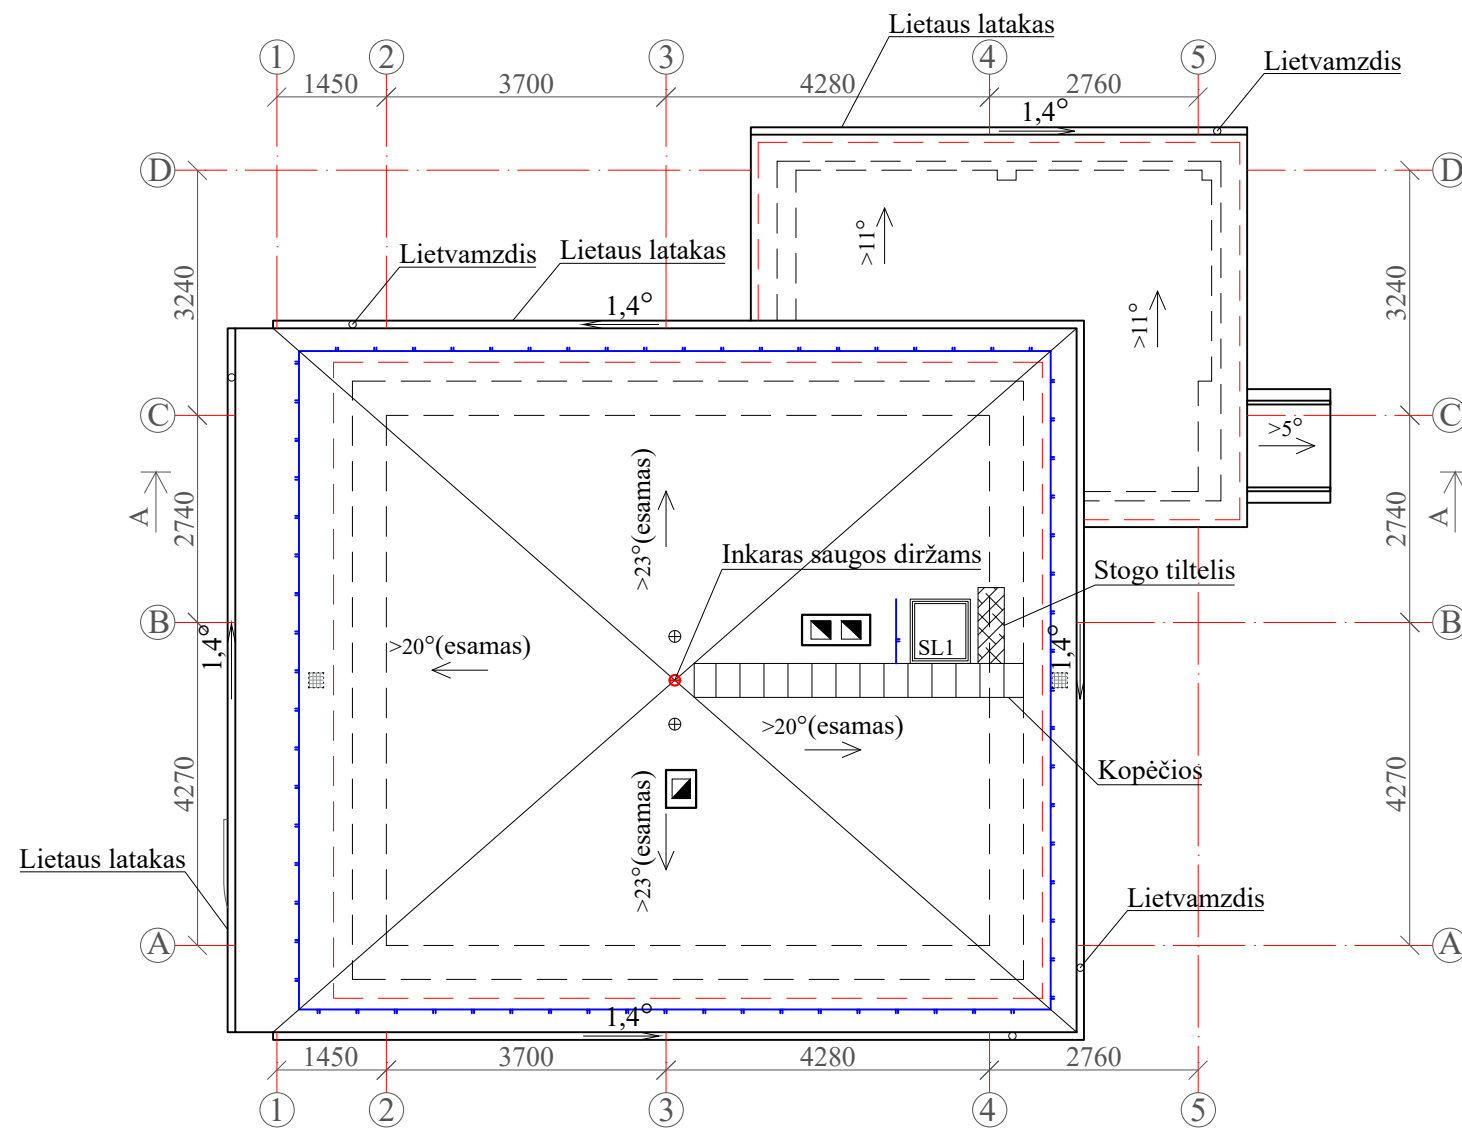 Lietaus latakas
Lietvamzdis
1 2 3 4 5
1450 3700 4280 2760
1,4°
D D
>11°
3240 3240
Lietvamzdis
Lietaus latakas
1,4°
>11°
C C
>5°
>23°(esamas)
A A
2740 2740
Inkaras saugos diržams
Stogo tiltelis
B B
1,4°
>20°(esamas)
SL1
1,4°
>20°(esamas)
Kopėčios
4270 4270
>23°(esamas)
Lietaus latakas
Lietvamzdis
A A
1,4°
1450 3700 4280 2760
1 2 3 4 5